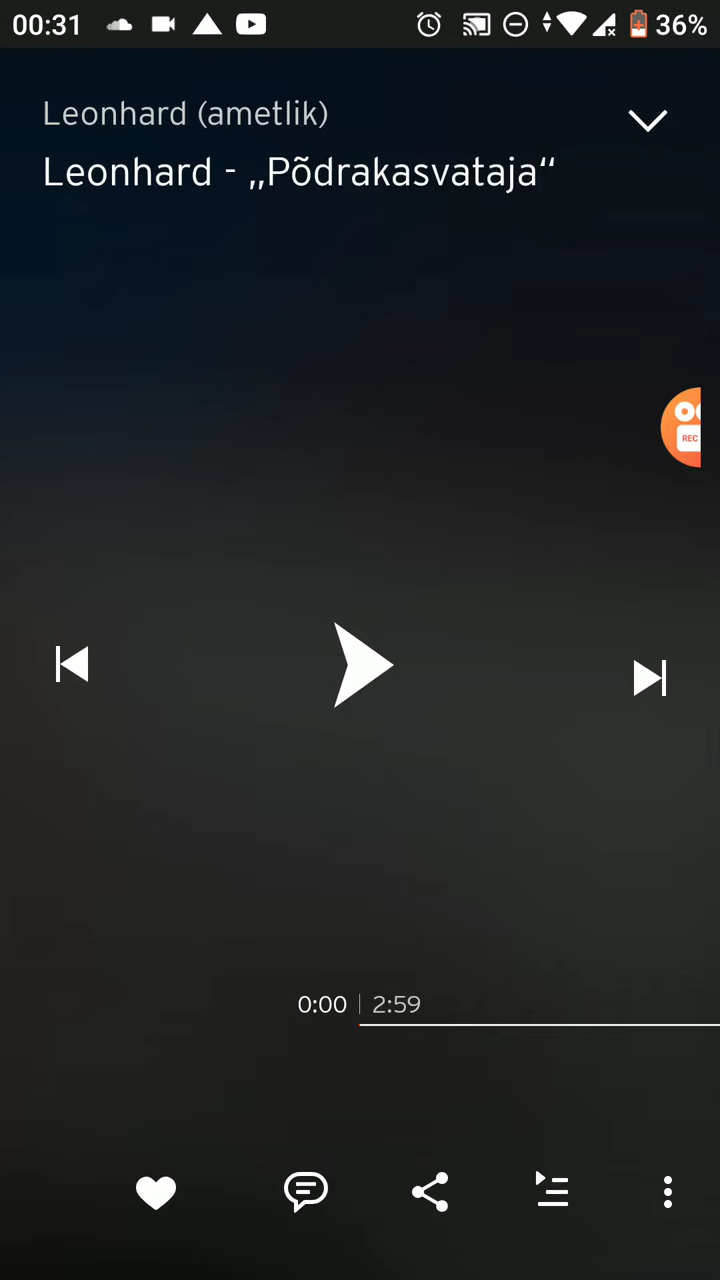 00:31 36%
Leonhard (ametlik)
Leonhard - „Põdrakasvataja“
REC
0:00 2:59